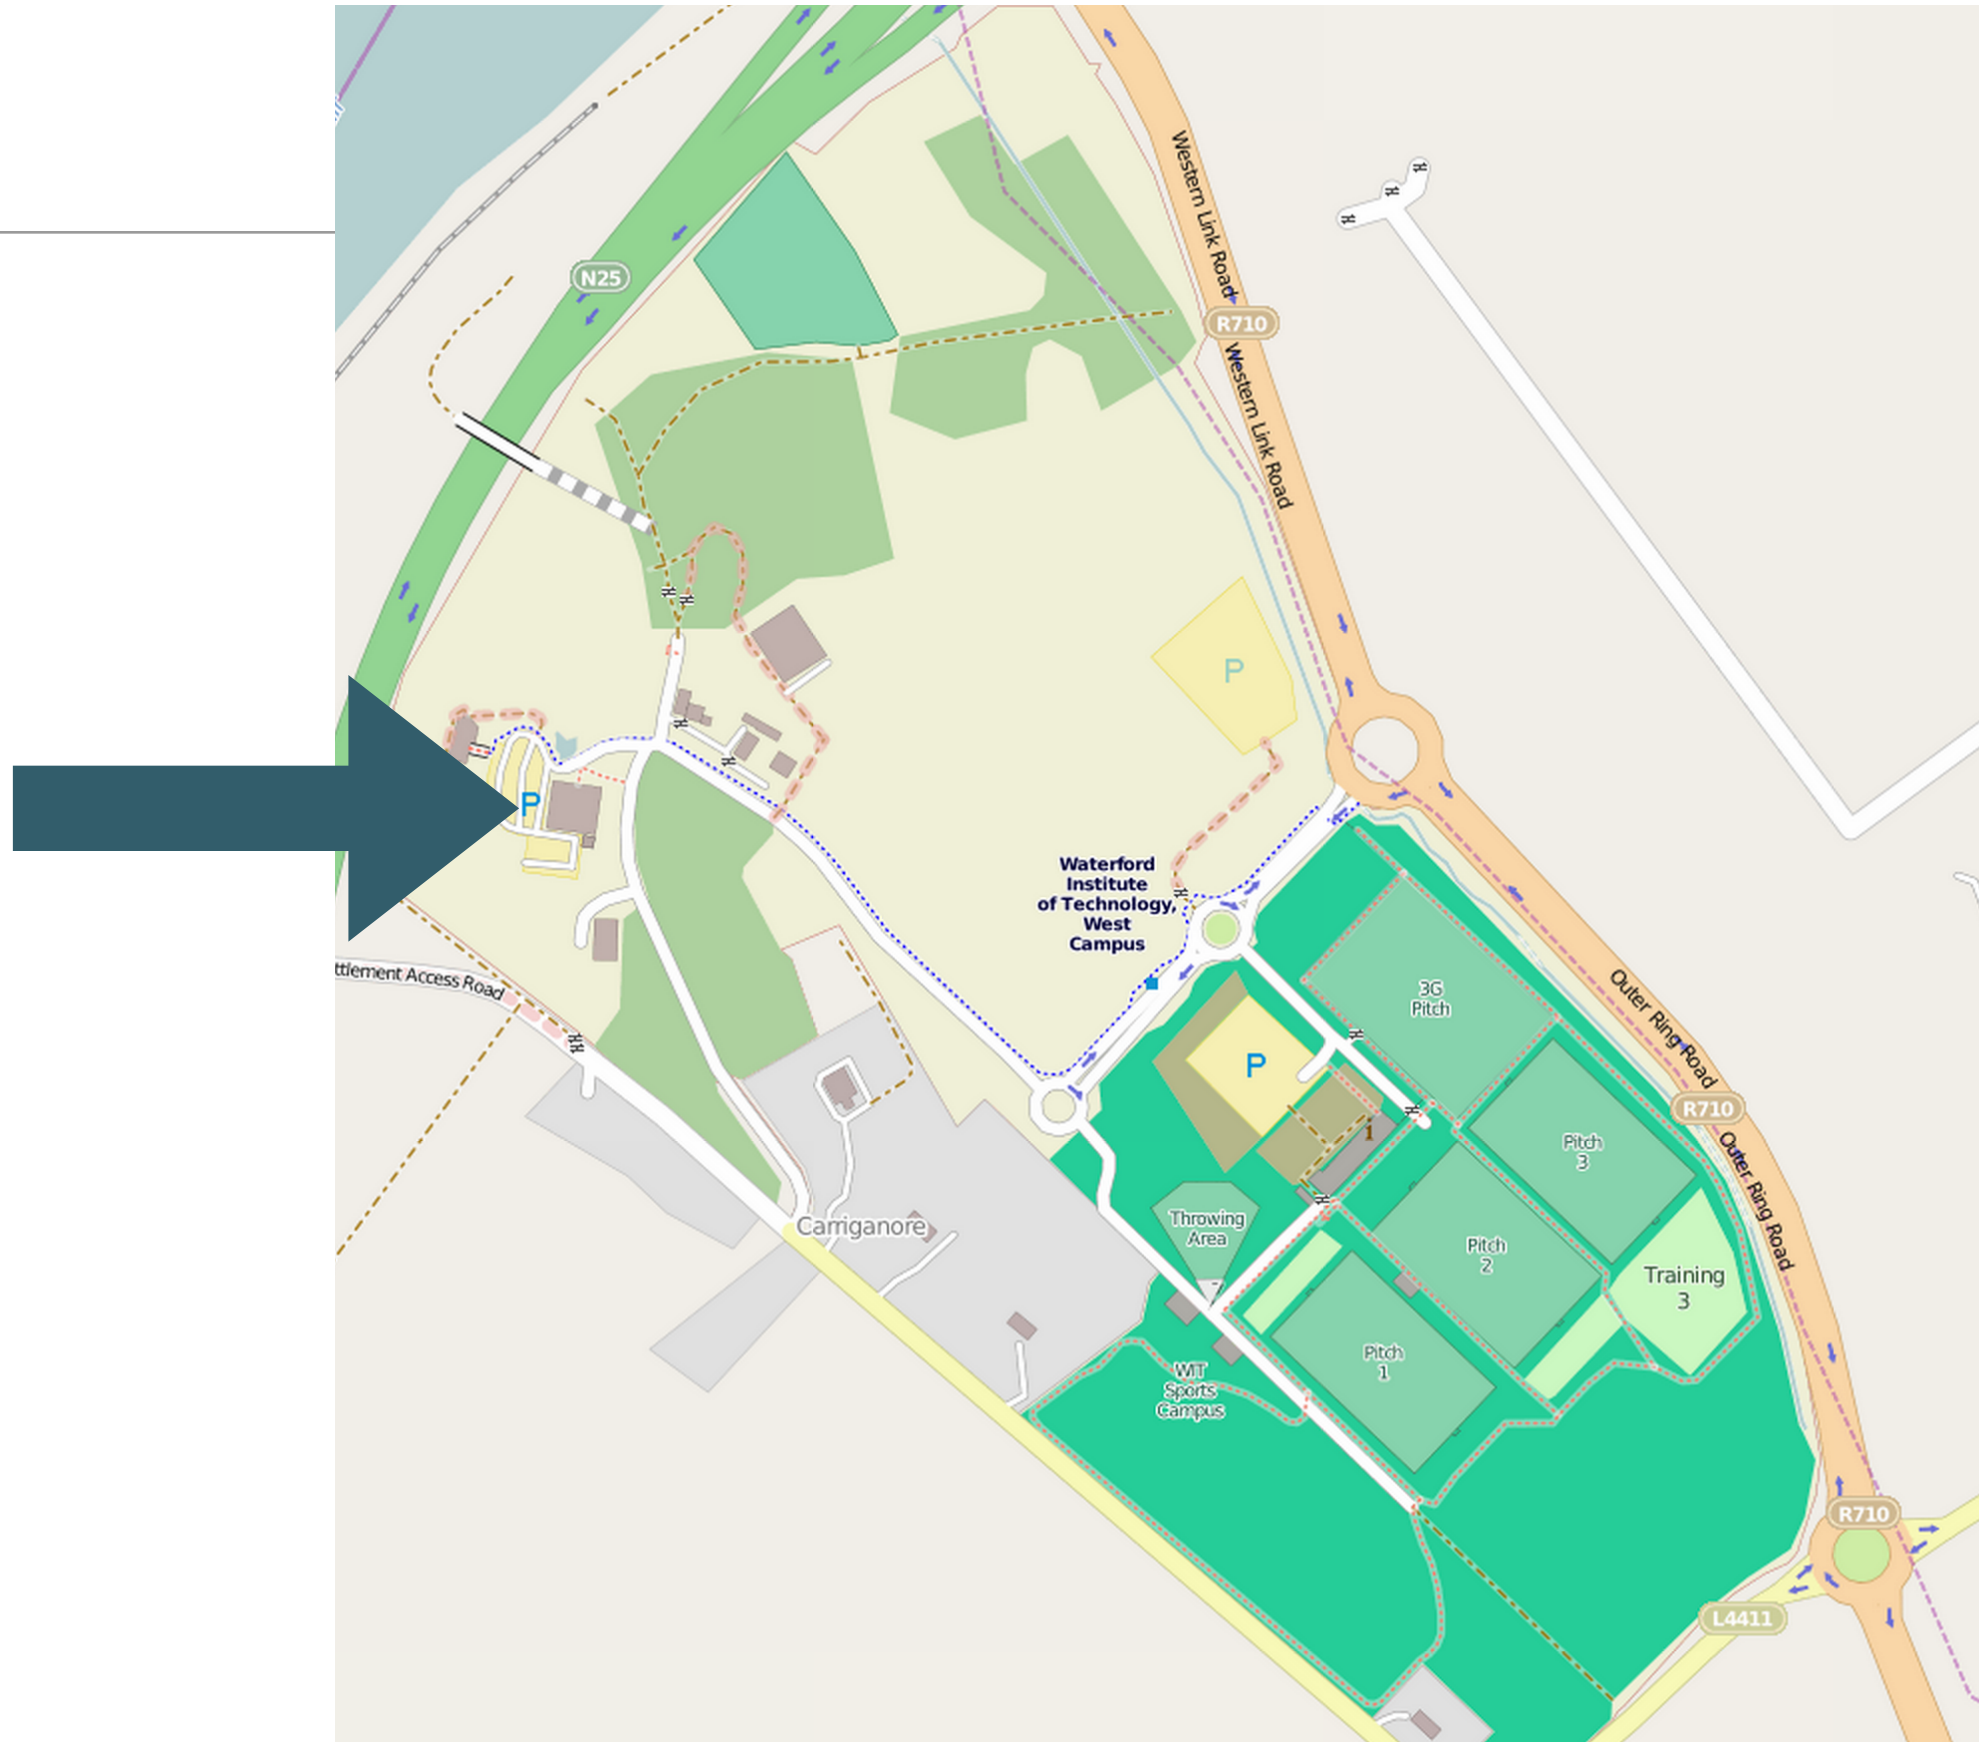 Western Link Road
N25
R710
Western Link Road
P
P
Waterford
Institute
of Technology,
West
Campus
ttlement Access Road
3G
Pitch
Outer Ring Road
P
R710
1
Pitch
3
Outer Ring Road
Throwing
Area
Carriganore
Pitch
2
Training
3
Pitch
1
WIT
Sports
Campus
R710
L4411